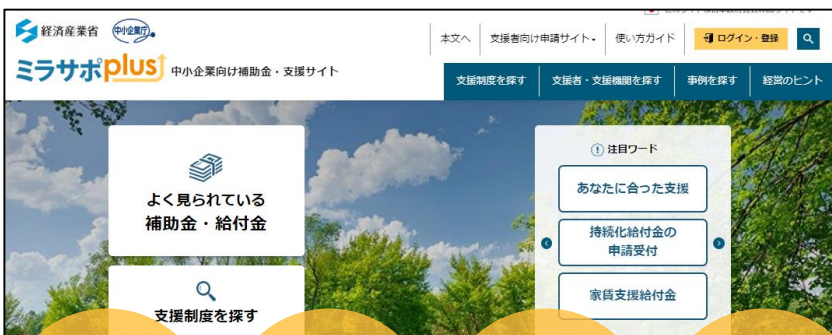 経済産業省 中小企業庁
本文へ 支援者向け申請サイト 使い方ガイド ログイン・登録
ミラサポplus 中小企業向け補助金・支援サイト
支援制度を探す 支援者・支援機関を探す 事例を探す 経営のヒント
よく見られている
補助金・給付金
支援制度を探す
注目ワード
あなたに合った支援
持続化給付金の
申請受付
家賃支援給付金